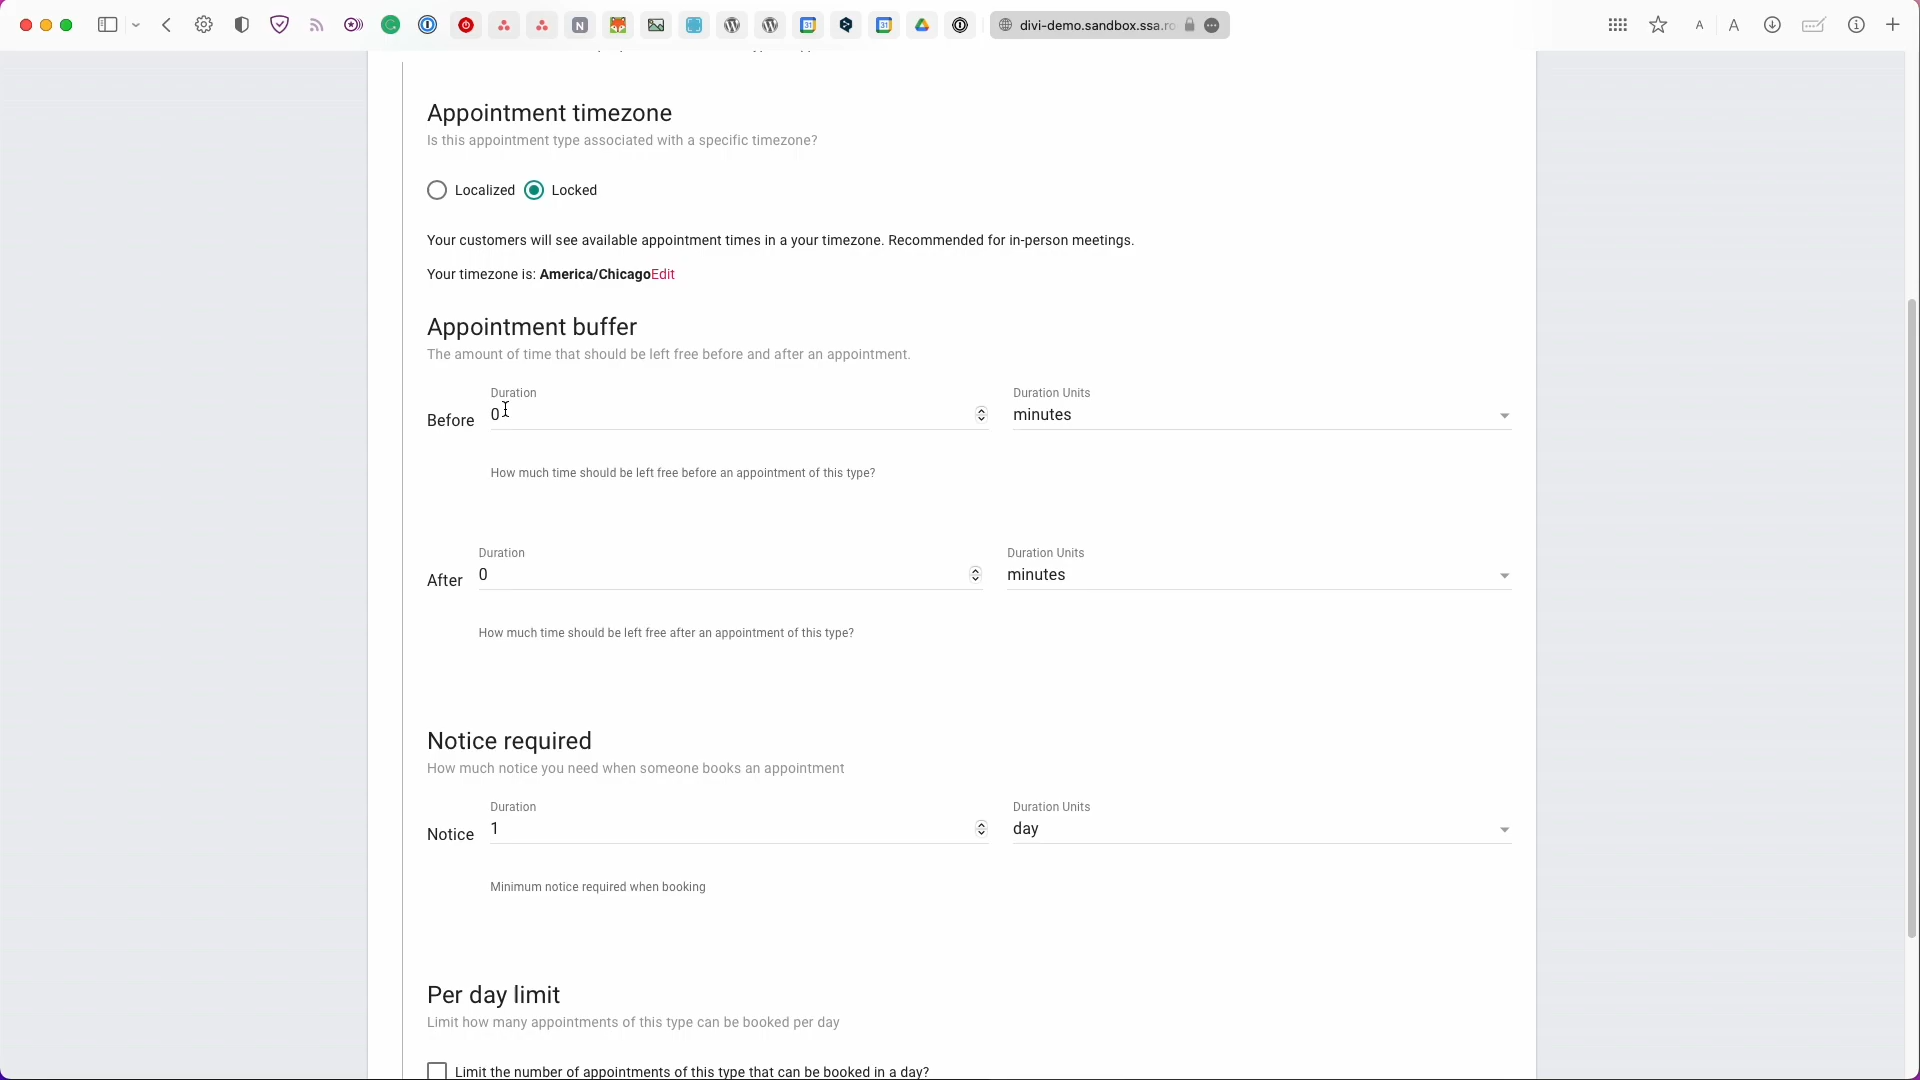 divi-demo.sandbox.ssa.ro
A
A
Appointment timezone
Is this appointment type associated with a specific timezone?
Localized
Locked
Your customers will see available appointment times in a your timezone. Recommended for in-person meetings.
Your timezone is: America/ChicagoEdit
Appointment buffer
The amount of time that should be left free before and after an appointment.
Duration
Duration Units
Before
0
minutes
How much time should be left free before an appointment of this type?
Duration
Duration Units
After
0
minutes
How much time should be left free after an appointment of this type?
Notice required
How much notice you need when someone books an appointment
Duration
Duration Units
Notice
1
day
Minimum notice required when booking
Per day limit
Limit how many appointments of this type can be booked per day
Limit the number of appointments of this type that can be booked in a day?